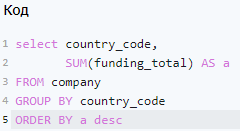 Код
1 select country_code,
2 SUM(funding_total) AS a
3 FROM company
4 GROUP BY country_code
5 ORDER BY a desc